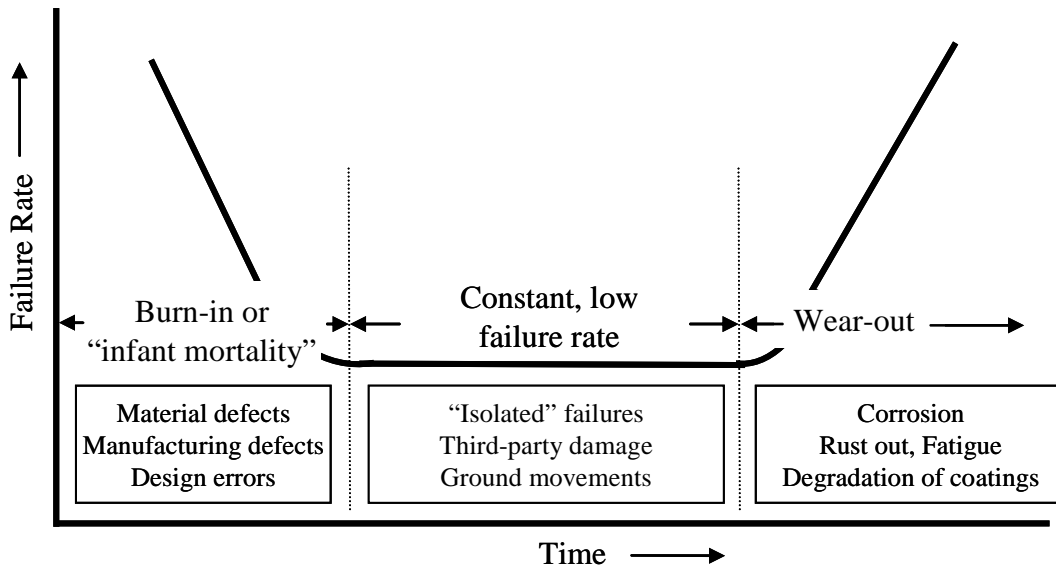 Failure Rate
Burn-in or
“infant mortality”
Constant, low
failure rate
Wear-out
Material defects
Manufacturing defects
Design errors
“Isolated” failures
Third-party damage
Ground movements
Corrosion
Rust out, Fatigue
Degradation of coatings
Time